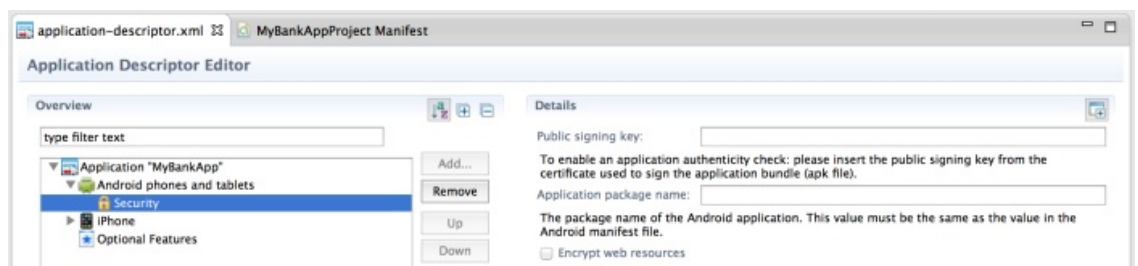 application-descriptor.xml
MyBankAppProject Manifest
Application Descriptor Editor
Overview
type filter text
Application "MyBankApp"
Android phones and tablets
Security
iPhone
Optional Features
Add...
Remove
Up
Down
Details
Public signing key:
To enable an application authenticity check: please insert the public signing key from the
certificate used to sign the application bundle (apk file).
Application package name:
The package name of the Android application. This value must be the same as the value in the
Android manifest file.
Encrypt web resources